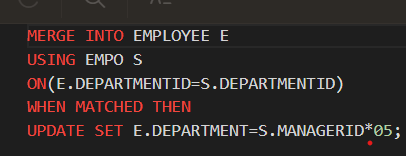 MERGE INTO EMPLOYEE E
USING EMPO S
ON(E.DEPARTMENTID=S.DEPARTMENTID)
WHEN MATCHED THEN
UPDATE SET E.DEPARTMENT=S.MANAGERID*05;